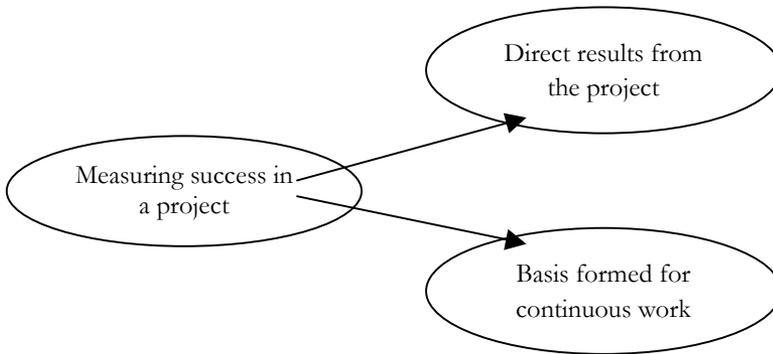 Direct results from
the project
Measuring success in
a project
Basis formed for
continuous work